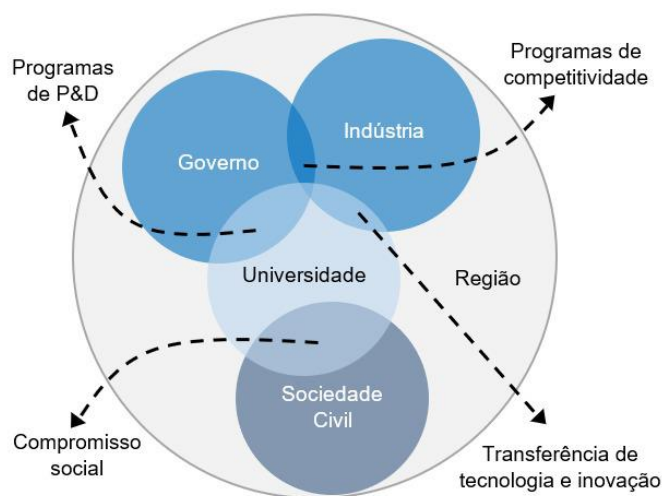 Programas
de P&D
Programas de
competitividade
Indústria
Governo
Universidade
Região
Sociedade
Civil
Compromisso
social
Transferência de
tecnologia e inovação